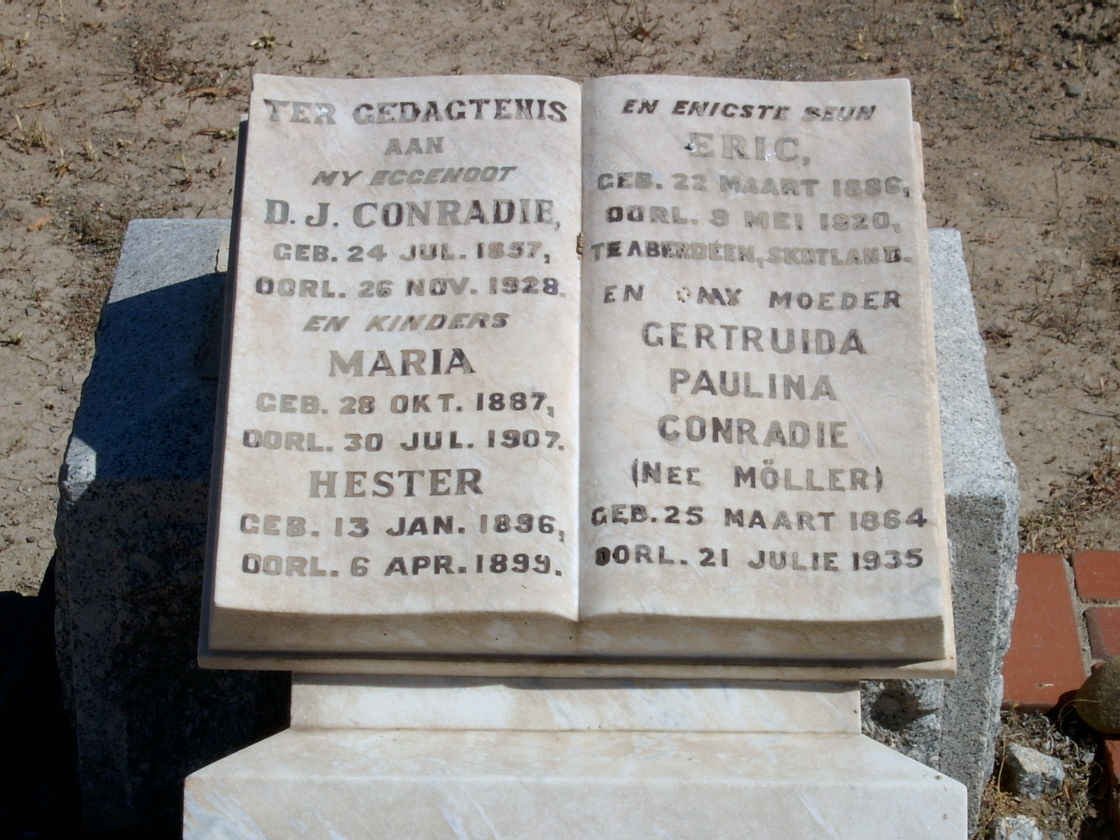 TER GEDAGTENIS
AAN
MY EGGENOOT
D. J. CONRADIE,
GEB. 24 JUL. 1857,
OORL. 26 NOV. 1928.
EN KINDERS
MARIA
GEB. 28 OKT. 1887,
OORL. 30 JUL. 1907.
HESTER
GEB. 13 JAN. 1896,
OORL. 6 APR. 1899.
EN ENIGSTE SEUN
ERIC,
GEB. 22 MAART 1886,
OORL. 9 MEI 1920,
TE ABERDEEN, SKOTLAND.
EN MY MOEDER
GERTRUIDA
PAULINA
CONRADIE
(NEE MÖLLER)
GEB. 25 MAART 1864
OORL. 21 JULIE 1935